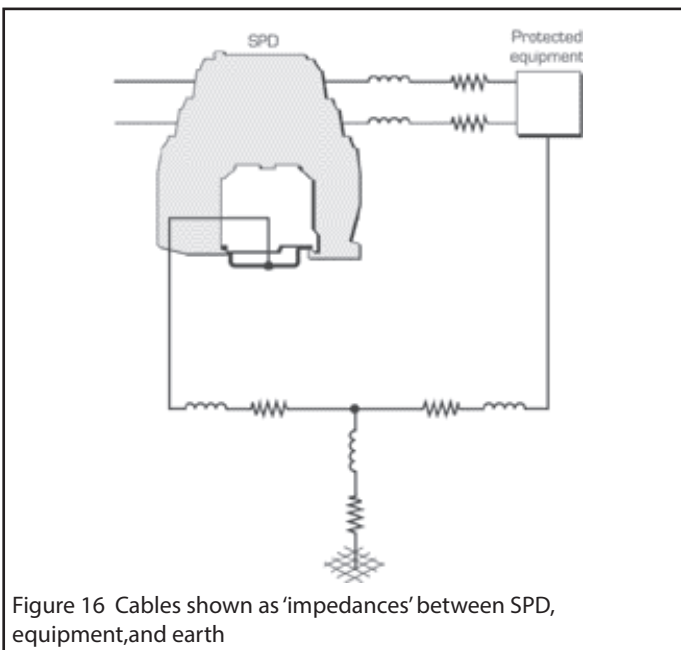 SPD
Protected
equipment
Figure 16 Cables shown as ‘impedances’ between SPD,
equipment,and earth